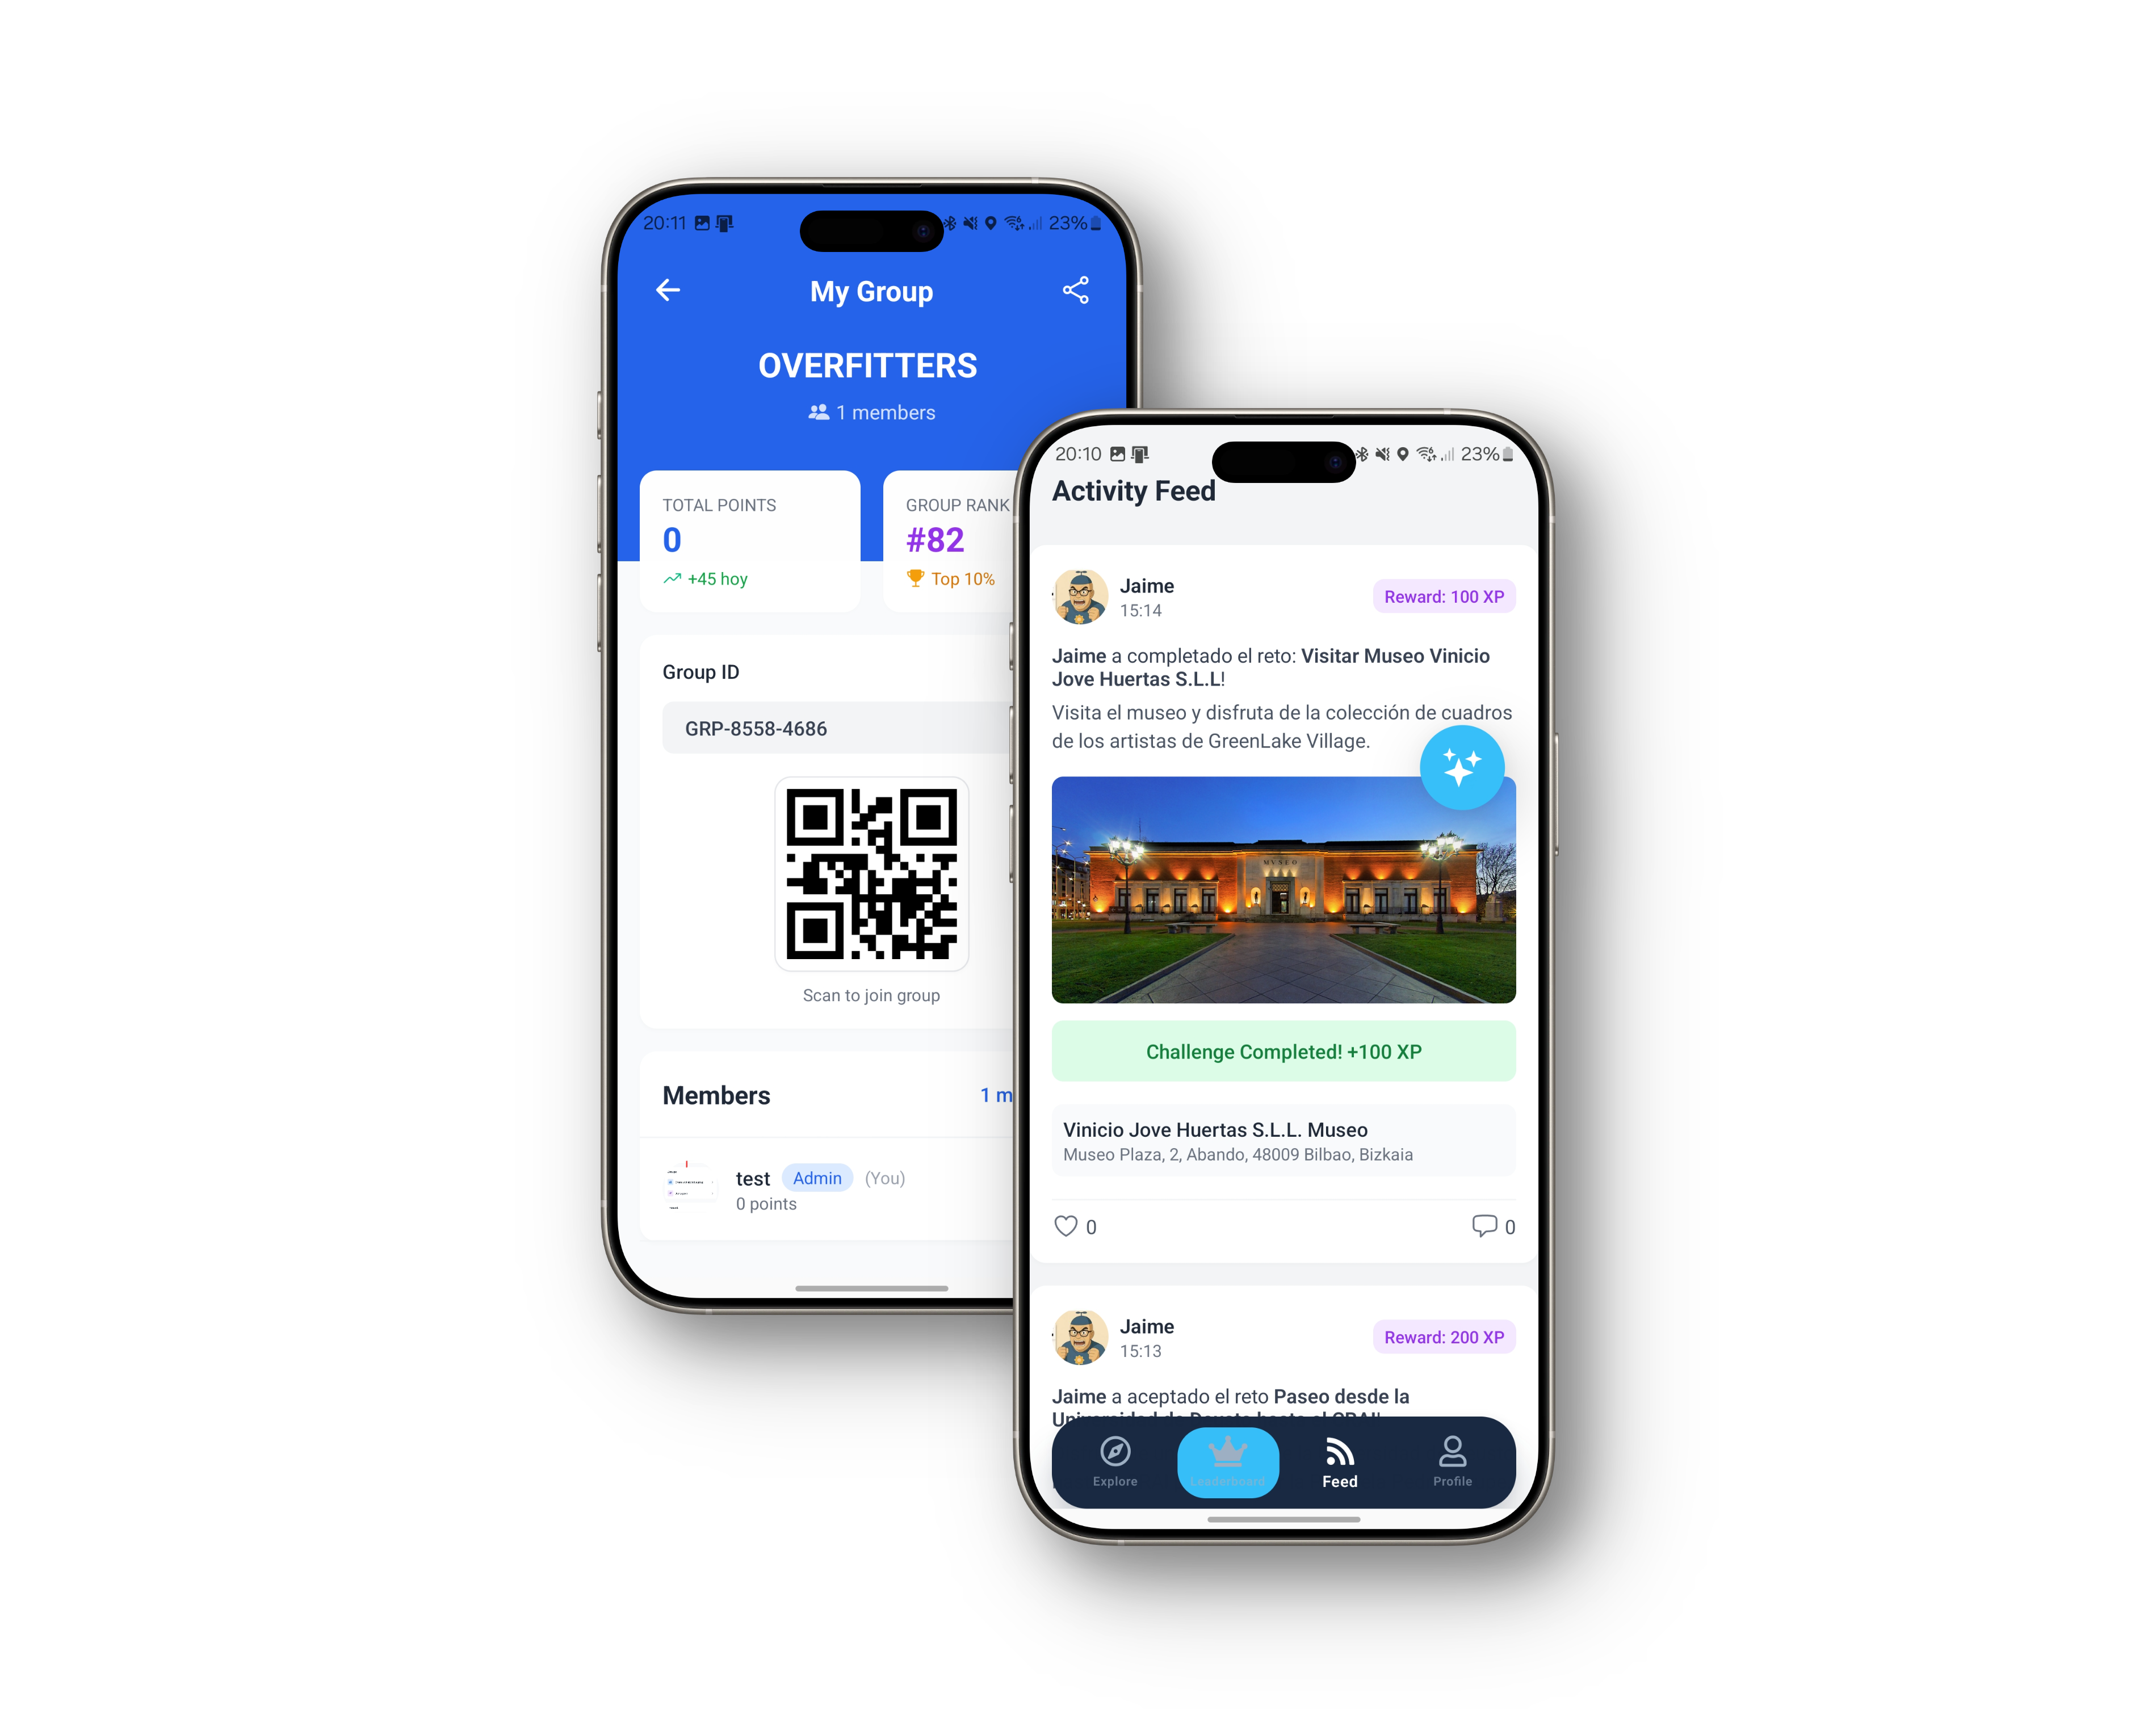 20:11
23%
My Group
OVERFITTERS
1 members
TOTAL POINTS
0
+45 hoy
GROUP RANK
#82
Top 10%
Group ID
GRP-8558-4686
Scan to join group
Members
1 m
test Admin (You)
0 points
20:10
23%
Activity Feed
Jaime
15:14
Reward: 100 XP
Jaime a completado el reto: Visitar Museo Vinicio
Jove Huertas S.L.L!
Visita el museo y disfruta de la colección de cuadros
de los artistas de GreenLake Village.
MVSEO
Challenge Completed! +100 XP
Vinicio Jove Huertas S.L.L. Museo
Museo Plaza, 2, Abando, 48009 Bilbao, Bizkaia
0
0
Jaime
15:13
Reward: 200 XP
Jaime a aceptado el reto Paseo desde la
Explore
Leaderboard
Feed
Profile